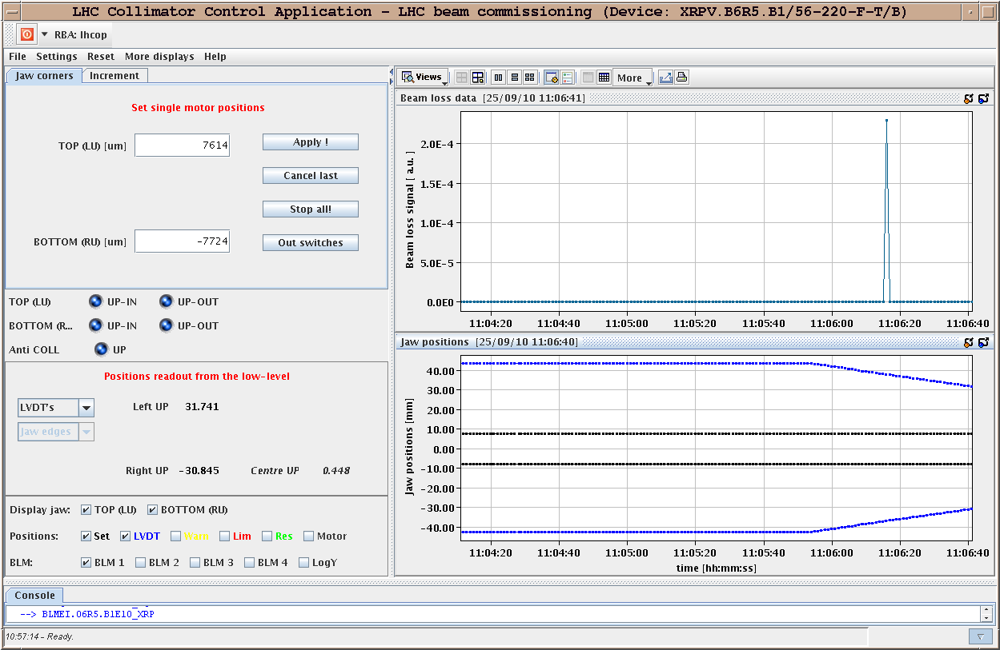 LHC Collimator Control Application - LHC beam commissioning (Device: XRPV.B6R5.B1/56-220-F-T/B)
RBA: lhcop
File Settings Reset More displays Help
Jaw corners Increment
Set single motor positions
TOP (LU) [um] 7614 Apply !
Cancel last
Stop all!
BOTTOM (RU) [um] -7724 Out switches
TOP (LU) UP-IN UP-OUT
BOTTOM (R... UP-IN UP-OUT
Anti COLL UP
Positions readout from the low-level
LVDT's Left UP 31.741
Jaw edges
Right UP -30.845 Centre UP 0.448
Display jaw: TOP (LU) BOTTOM (RU)
Positions: Set LVDT Warn Lim Res Motor
BLM: BLM 1 BLM 2 BLM 3 BLM 4 LogY
Views More
Beam loss data [25/09/10 11:06:41]
Beam loss signal [ a.u. ]
2.0E-4
1.5E-4
1.0E-4
5.0E-5
0.0E0
11:04:20 11:04:40 11:05:00 11:05:20 11:05:40 11:06:00 11:06:20 11:06:40
Jaw positions [25/09/10 11:06:40]
Jaw positions [mm]
40.00
30.00
20.00
10.00
0.00
-10.00
-20.00
-30.00
-40.00
11:04:20 11:04:40 11:05:00 11:05:20 11:05:40 11:06:00 11:06:20 11:06:40
time [hh:mm:ss]
Console
--> BLMEI.06R5.B1E10_XRP
10:57:14 - Ready.